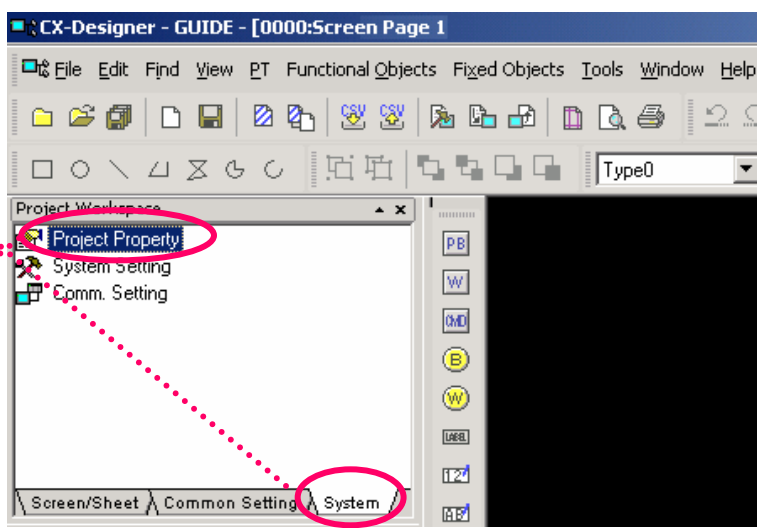 CX-Designer - GUIDE - [0000:Screen Page 1
File Edit Find View PT Functional Objects Fixed Objects Tools Window Help
CSV CSV
Type0
Project Workspace
Project Property
System Setting
Comm. Setting
PB
W
CMD
B
W
LABEL
12
AB
Screen/Sheet Common Setting System